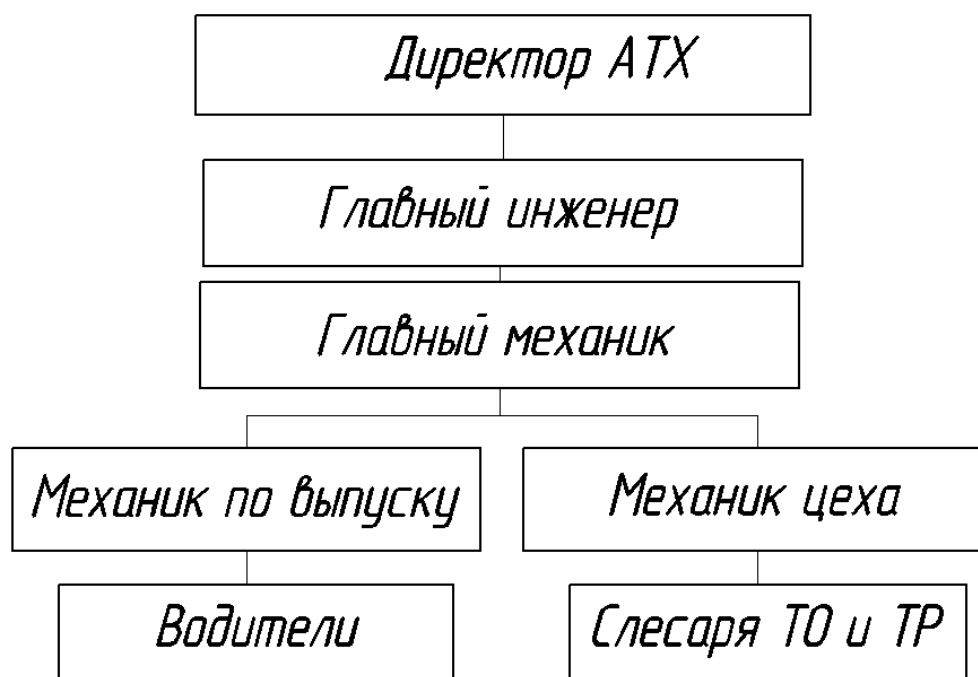 Директор АТХ
Главный инженер
Главный механик
Механик по выпуску
Механик цеха
Водители
Слесаря ТО и ТР